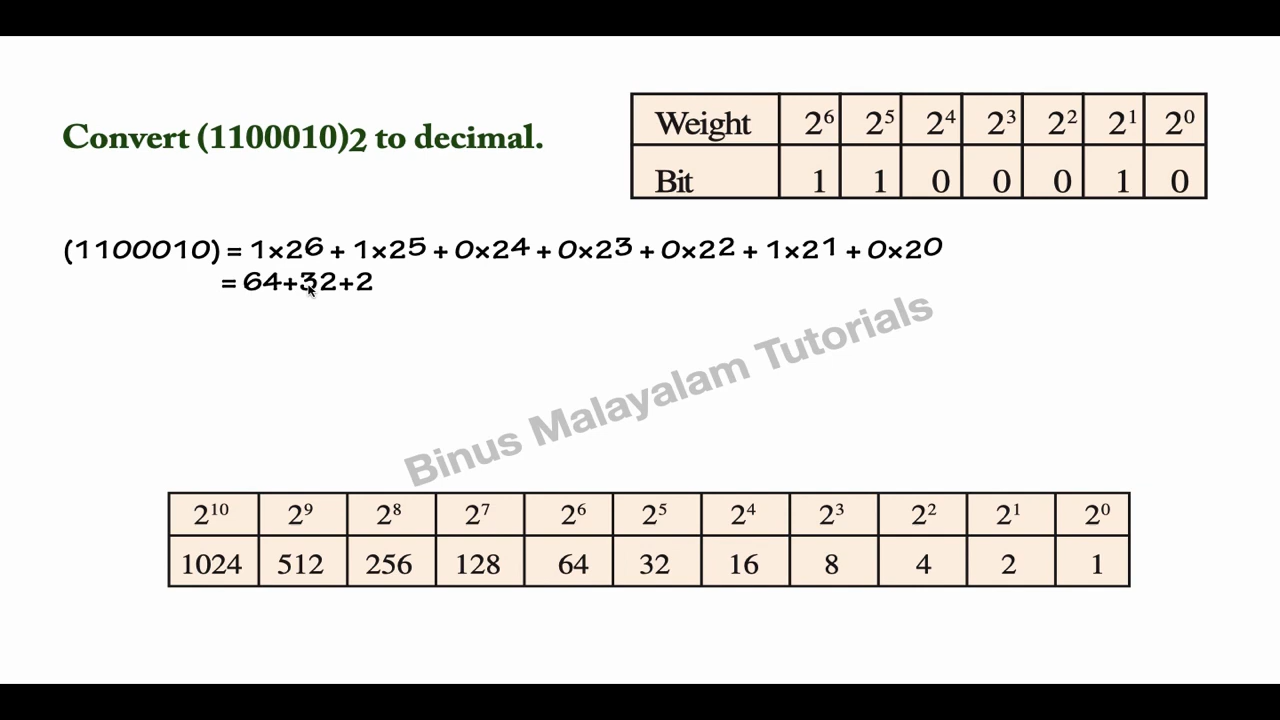 Convert (1100010)2 to decimal.
Weight 2⁶ 2⁵ 2⁴ 2³ 2² 2¹ 2⁰
Bit 1 1 0 0 0 1 0
(1100010) = 1×26 + 1×25 + 0×24 + 0×23 + 0×22 + 1×21 + 0×20
= 64+32+2
Binus Malayalam Tutorials
2¹⁰ 2⁹ 2⁸ 2⁷ 2⁶ 2⁵ 2⁴ 2³ 2² 2¹ 2⁰
1024 512 256 128 64 32 16 8 4 2 1